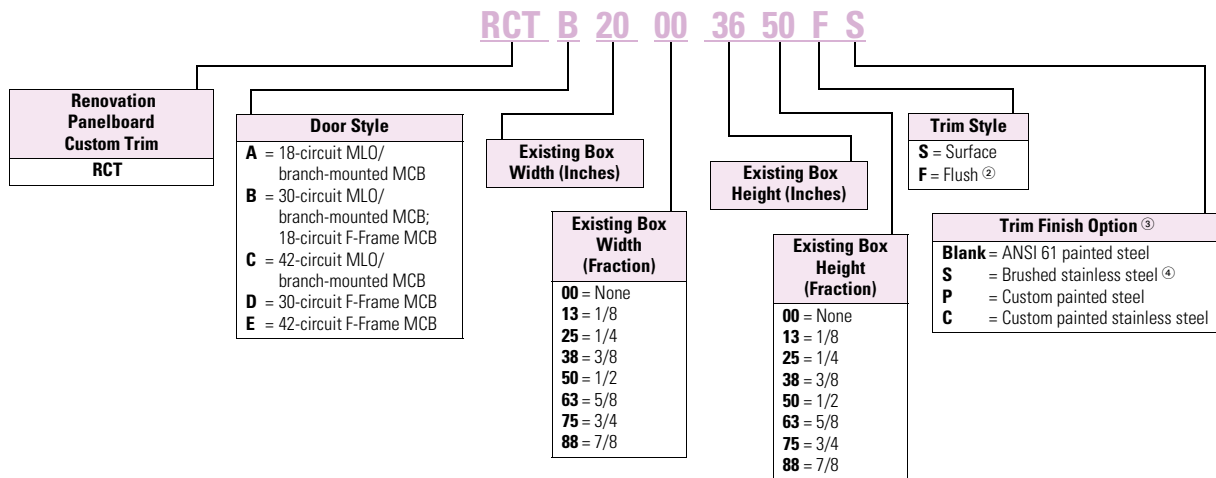 RCT B 20 00 36 50 F S
Renovation
Panelboard
Custom Trim
RCT
Door Style
A = 18-circuit MLO/
branch-mounted MCB
B = 30-circuit MLO/
branch-mounted MCB;
18-circuit F-Frame MCB
C = 42-circuit MLO/
branch-mounted MCB
D = 30-circuit F-Frame MCB
E = 42-circuit F-Frame MCB
Existing Box
Width (Inches)
Existing Box
Width
(Fraction)
00 = None
13 = 1/8
25 = 1/4
38 = 3/8
50 = 1/2
63 = 5/8
75 = 3/4
88 = 7/8
Existing Box
Height (Inches)
Existing Box
Height
(Fraction)
00 = None
13 = 1/8
25 = 1/4
38 = 3/8
50 = 1/2
63 = 5/8
75 = 3/4
88 = 7/8
Trim Style
S = Surface
F = Flush ②
Trim Finish Option ③
Blank = ANSI 61 painted steel
S = Brushed stainless steel ④
P = Custom painted steel
C = Custom painted stainless steel